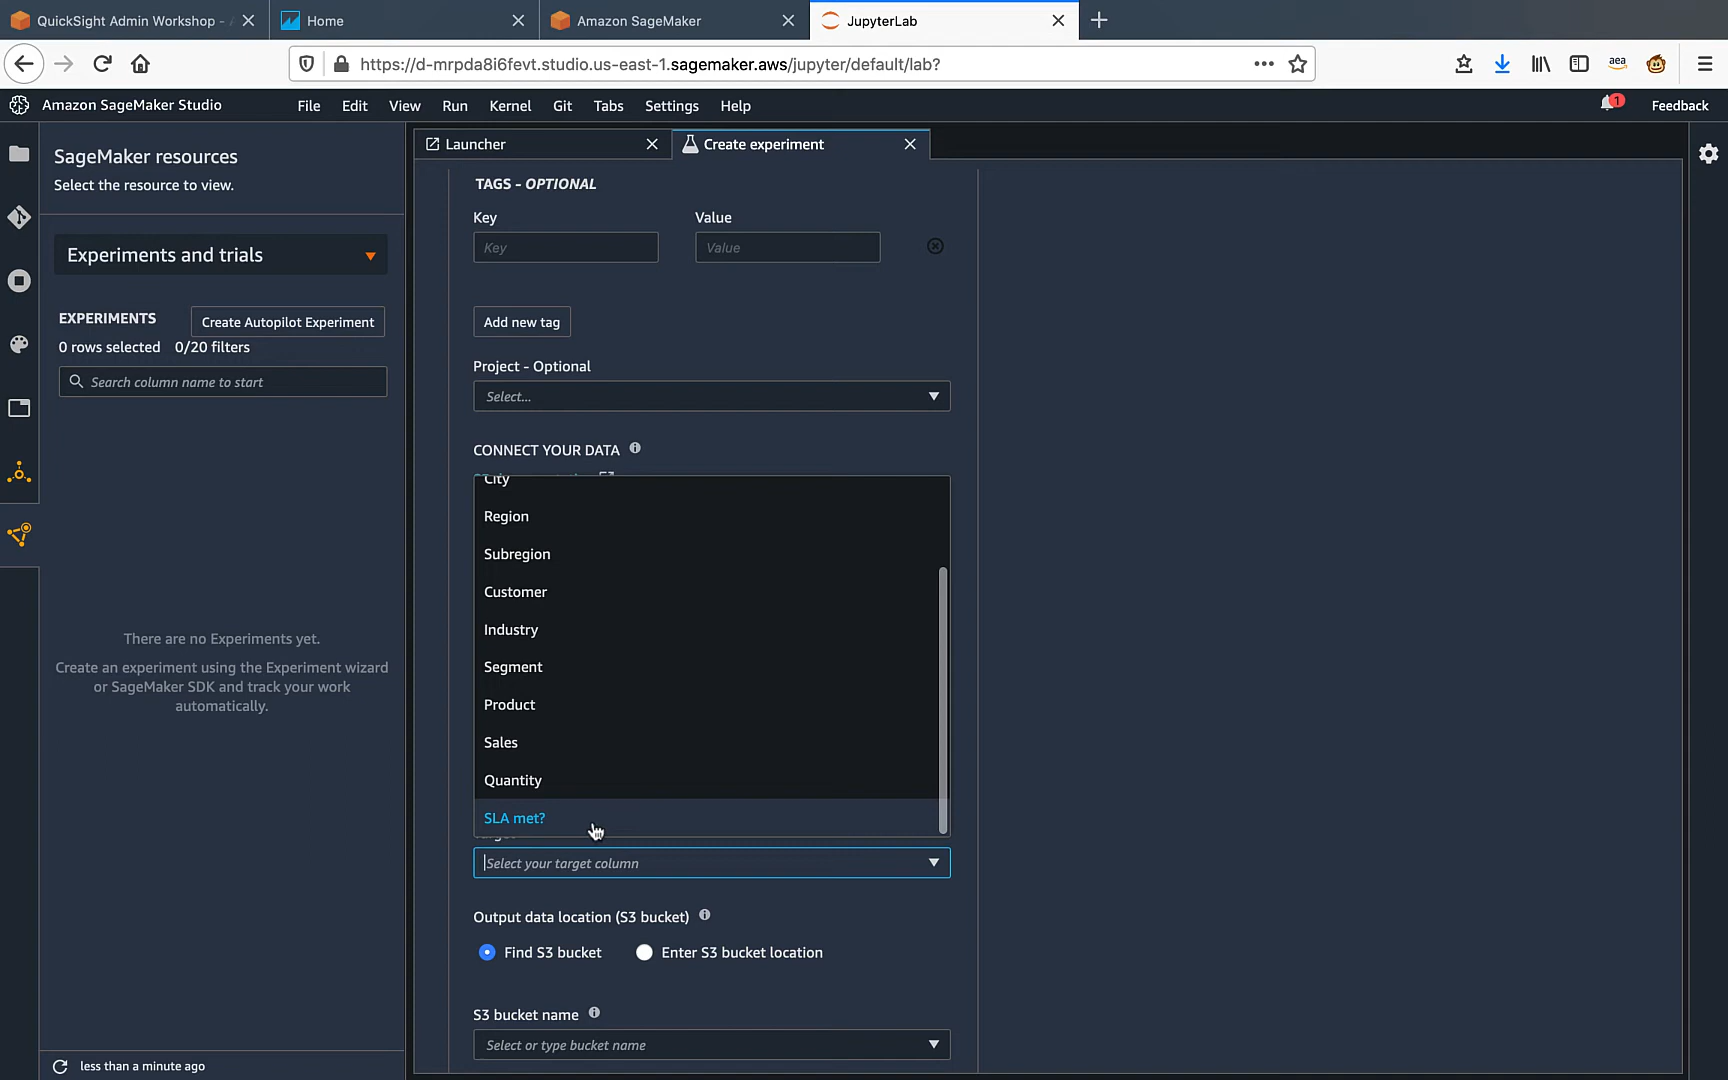 QuickSight Admin Workshop -
Home
Amazon SageMaker
JupyterLab
https://d-mrpda8i6fevt.studio.us-east-1.sagemaker.aws/jupyter/default/lab?
aea
Amazon SageMaker Studio
File Edit View Run Kernel Git Tabs Settings Help
1
Feedback
SageMaker resources
Select the resource to view.
Experiments and trials
EXPERIMENTS
Create Autopilot Experiment
0 rows selected 0/20 filters
Search column name to start
There are no Experiments yet.
Create an experiment using the Experiment wizard
or SageMaker SDK and track your work
automatically.
less than a minute ago
Launcher
Create experiment
TAGS - OPTIONAL
Key Value
Key Value
Add new tag
Project - Optional
Select...
CONNECT YOUR DATA
City
Region
Subregion
Customer
Industry
Segment
Product
Sales
Quantity
SLA met?
Select your target column
Output data location (S3 bucket)
Find S3 bucket Enter S3 bucket location
S3 bucket name
Select or type bucket name